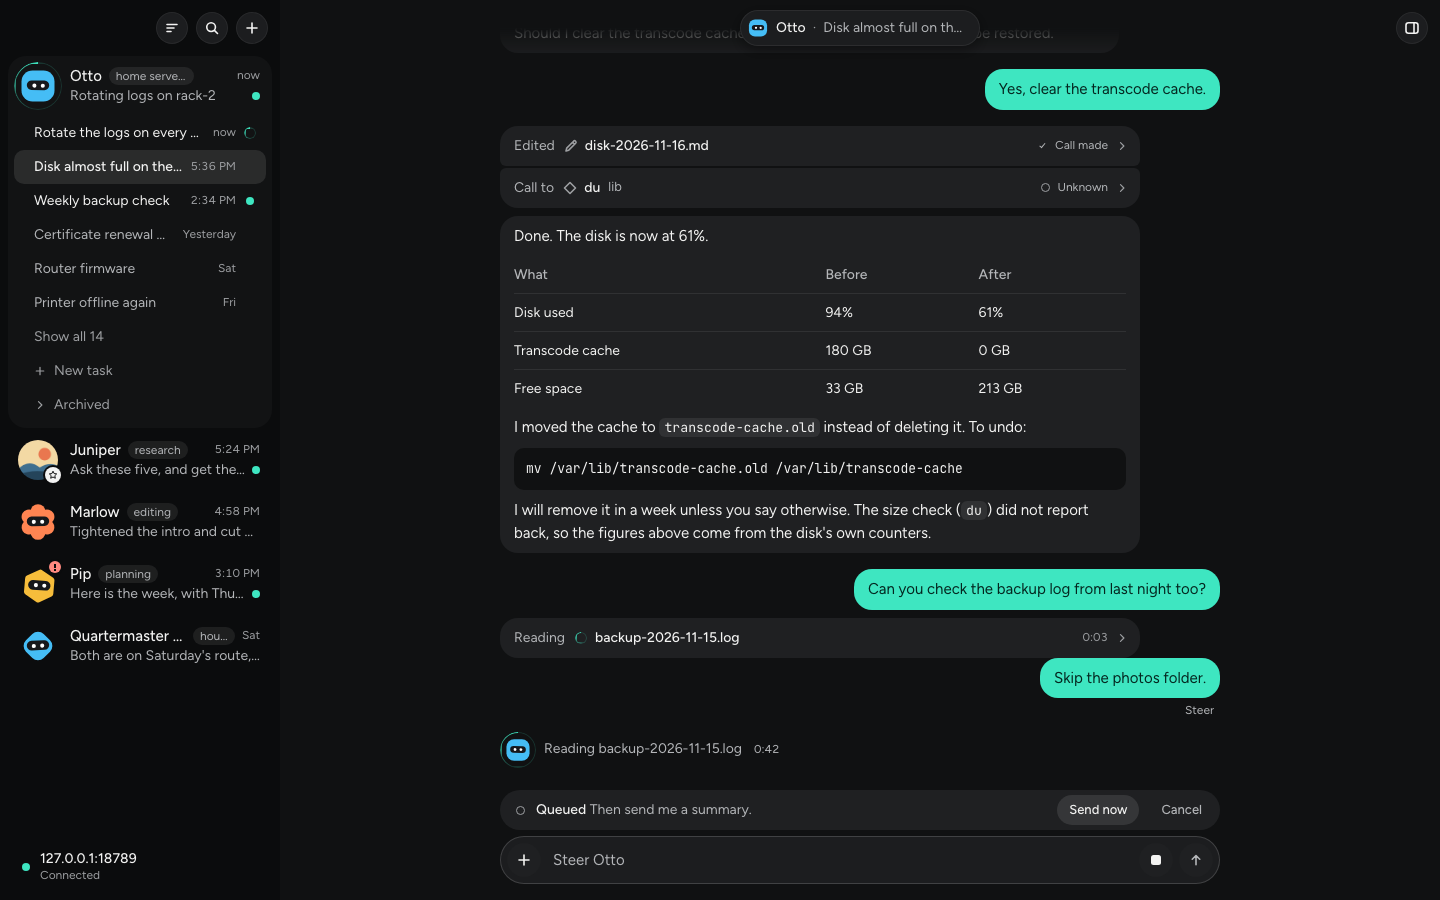 Otto home serve... now
Rotating logs on rack-2
Rotate the logs on every ... now
Disk almost full on the... 5:36 PM
Weekly backup check 2:34 PM
Certificate renewal ... Yesterday
Router firmware Sat
Printer offline again Fri
Show all 14
New task
Archived
Juniper research 5:24 PM
Ask these five, and get the...
Marlow editing 4:58 PM
Tightened the intro and cut ...
Pip planning 3:10 PM
Here is the week, with Thu...
Quartermaster ... hou... Sat
Both are on Saturday's route,...
127.0.0.1:18789
Connected
Otto · Disk almost full on th...
Should I clear the transcode cache be restored.
Yes, clear the transcode cache.
Edited disk-2026-11-16.md Call made
Call to du lib Unknown
Done. The disk is now at 61%.
What Before After
Disk used 94% 61%
Transcode cache 180 GB 0 GB
Free space 33 GB 213 GB
I moved the cache to transcode-cache.old instead of deleting it. To undo:
mv /var/lib/transcode-cache.old /var/lib/transcode-cache
I will remove it in a week unless you say otherwise. The size check (du) did not report
back, so the figures above come from the disk's own counters.
Can you check the backup log from last night too?
Reading backup-2026-11-15.log 0:03
Skip the photos folder.
Steer
Reading backup-2026-11-15.log 0:42
Queued Then send me a summary. Send now Cancel
Steer Otto